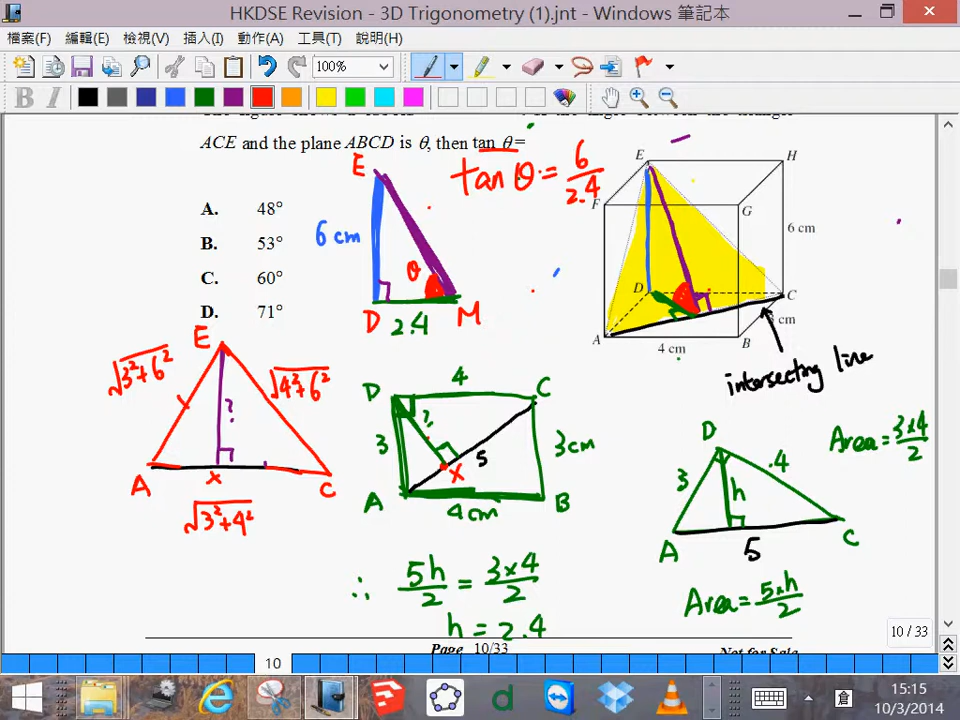 HKDSE Revision - 3D Trigonometry (1).jnt - Windows 筆記本
檔案(F) 編輯(E) 檢視(V) 插入(I) 動作(A) 工具(T) 說明(H)
100%
B I
ACE and the plane ABCD is θ, then tan θ=
A. 48°
B. 53°
C. 60°
D. 71°
E
6 cm
θ
D 2.4 M
tan θ = 6/2.4
E H
F G
6 cm
D C
3 cm
A B
4 cm
intersecting line
E
√3²+6² √4²+6²
?
A x C
√3²+4²
D 4 C
3 ? 5 3cm
x
A 4cm B
∴ 5h/2 = 3×4/2
h = 2.4
D
3 4
h
A 5 C
Area = 3×4/2
Area = 5×h/2
Page 10/33 Not for Sale
10 / 33
10
15:15
10/3/2014
倉